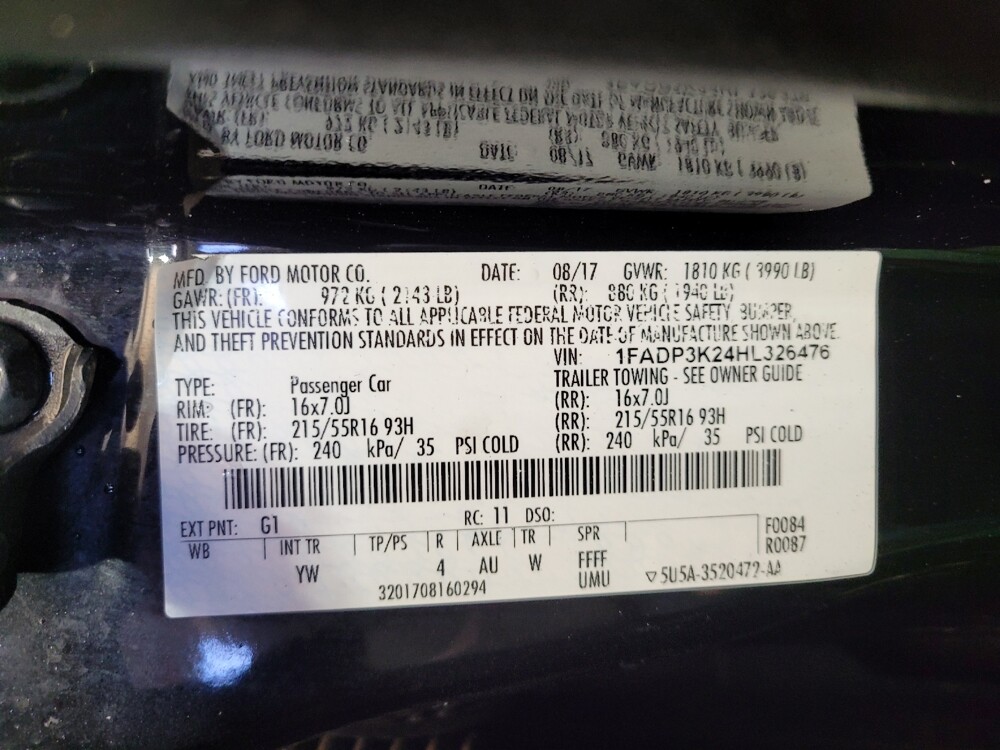 MFD. BY FORD MOTOR CO. DATE: 08/17 GVWR: 1810 KG ( 3990 LB)
GAWR: (FR): 972 KG ( 2143 LB) (RR): 880 KG ( 1940 LB)
THIS VEHICLE CONFORMS TO ALL APPLICABLE FEDERAL MOTOR VEHICLE SAFETY, BUMPER,
AND THEFT PREVENTION STANDARDS IN EFFECT ON THE DATE OF MANUFACTURE SHOWN ABOVE.
VIN: 1FADP3K24HL326476
TYPE: Passenger Car TRAILER TOWING - SEE OWNER GUIDE
RIM: (FR): 16x7.0J (RR): 16x7.0J
TIRE: (FR): 215/55R16 93H (RR): 215/55R16 93H
PRESSURE: (FR): 240 kPa/ 35 PSI COLD (RR): 240 kPa/ 35 PSI COLD
EXT PNT: G1 RC: 11 DSO: F0084
WB INT TR TP/PS R AXLE TR SPR R0087
YW 4 AU W FFFF
UMU ▽5U5A-3520472-AA
3201708160294